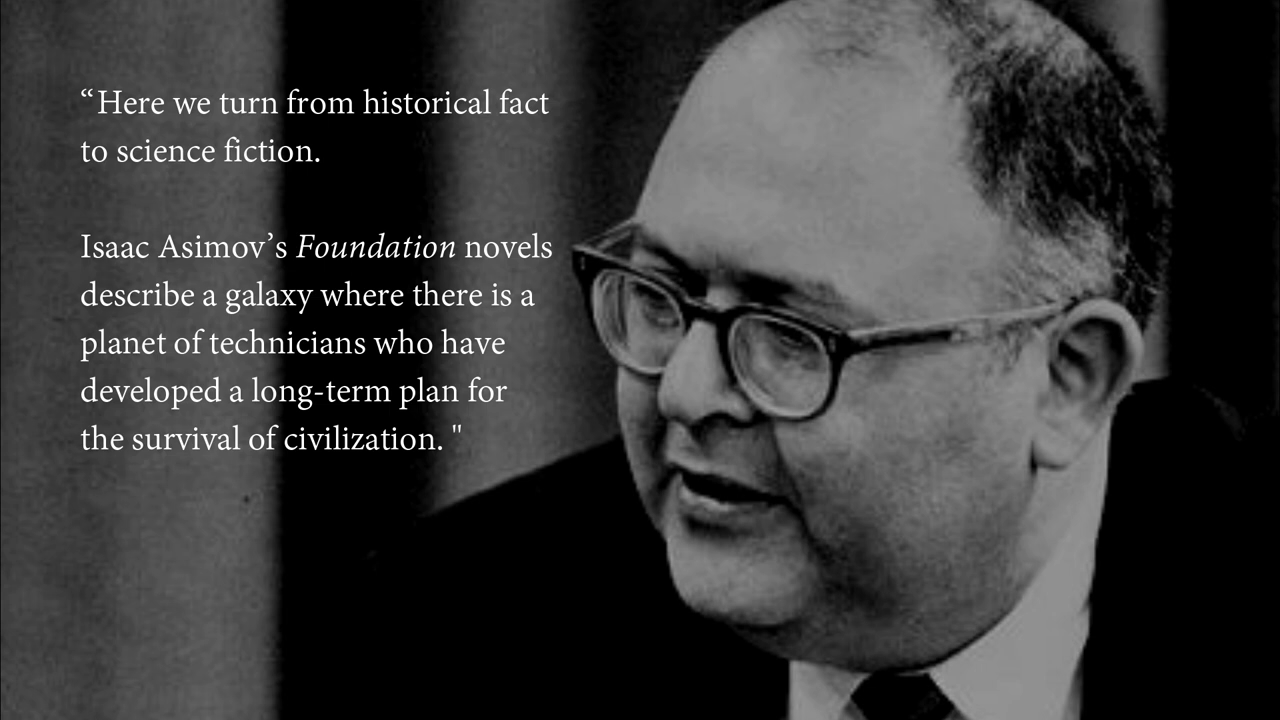 “Here we turn from historical fact
to science fiction.
Isaac Asimov’s Foundation novels
describe a galaxy where there is a
planet of technicians who have
developed a long-term plan for
the survival of civilization. "